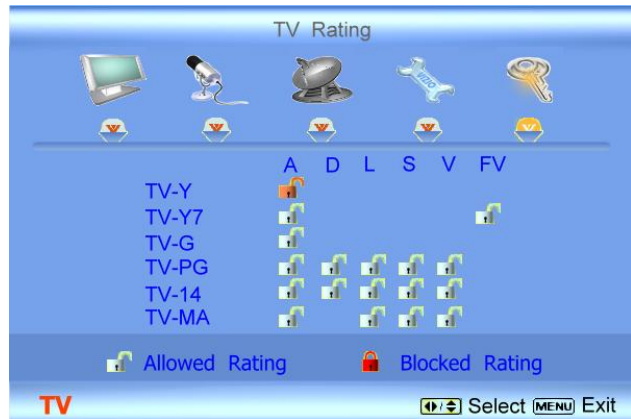 TV Rating
VIZIO
A D L S V FV
TV-Y
TV-Y7
TV-G
TV-PG
TV-14
TV-MA
Allowed Rating Blocked Rating
TV Select MENU Exit